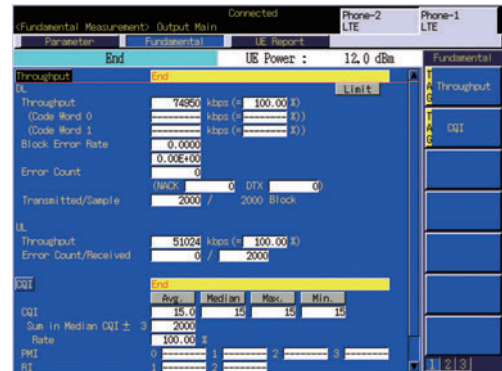 Connected
<Fundamental Measurement> Output Main
Phone-2 LTE
Phone-1 LTE
Parameter Fundamental UE Report
End UE Power : 12.0 dBm Fundamental
Throughput End
DL Limit
Throughput 74950 kbps (= 100.00 %)
(Code Word 0 -------- kbps (= -------- %))
(Code Word 1 -------- kbps (= -------- %))
Block Error Rate 0.0000
0.00E+00
Error Count 0
(NACK 0 DTX 0)
Transmitted/Sample 2000 / 2000 Block
UL
Throughput 51024 kbps (= 100.00 %)
Error Count/Received 0 / 2000
CQI End
Avg. Median Max. Min.
CQI 15.0 15 15 15
Sum in Median CQI ± 3 2000
Rate 100.00 %
PMI 0 -------- 1 -------- 2 -------- 3 --------
RI 1 -------- 2 --------
TAG Throughput
TAG CQI
1 2 3